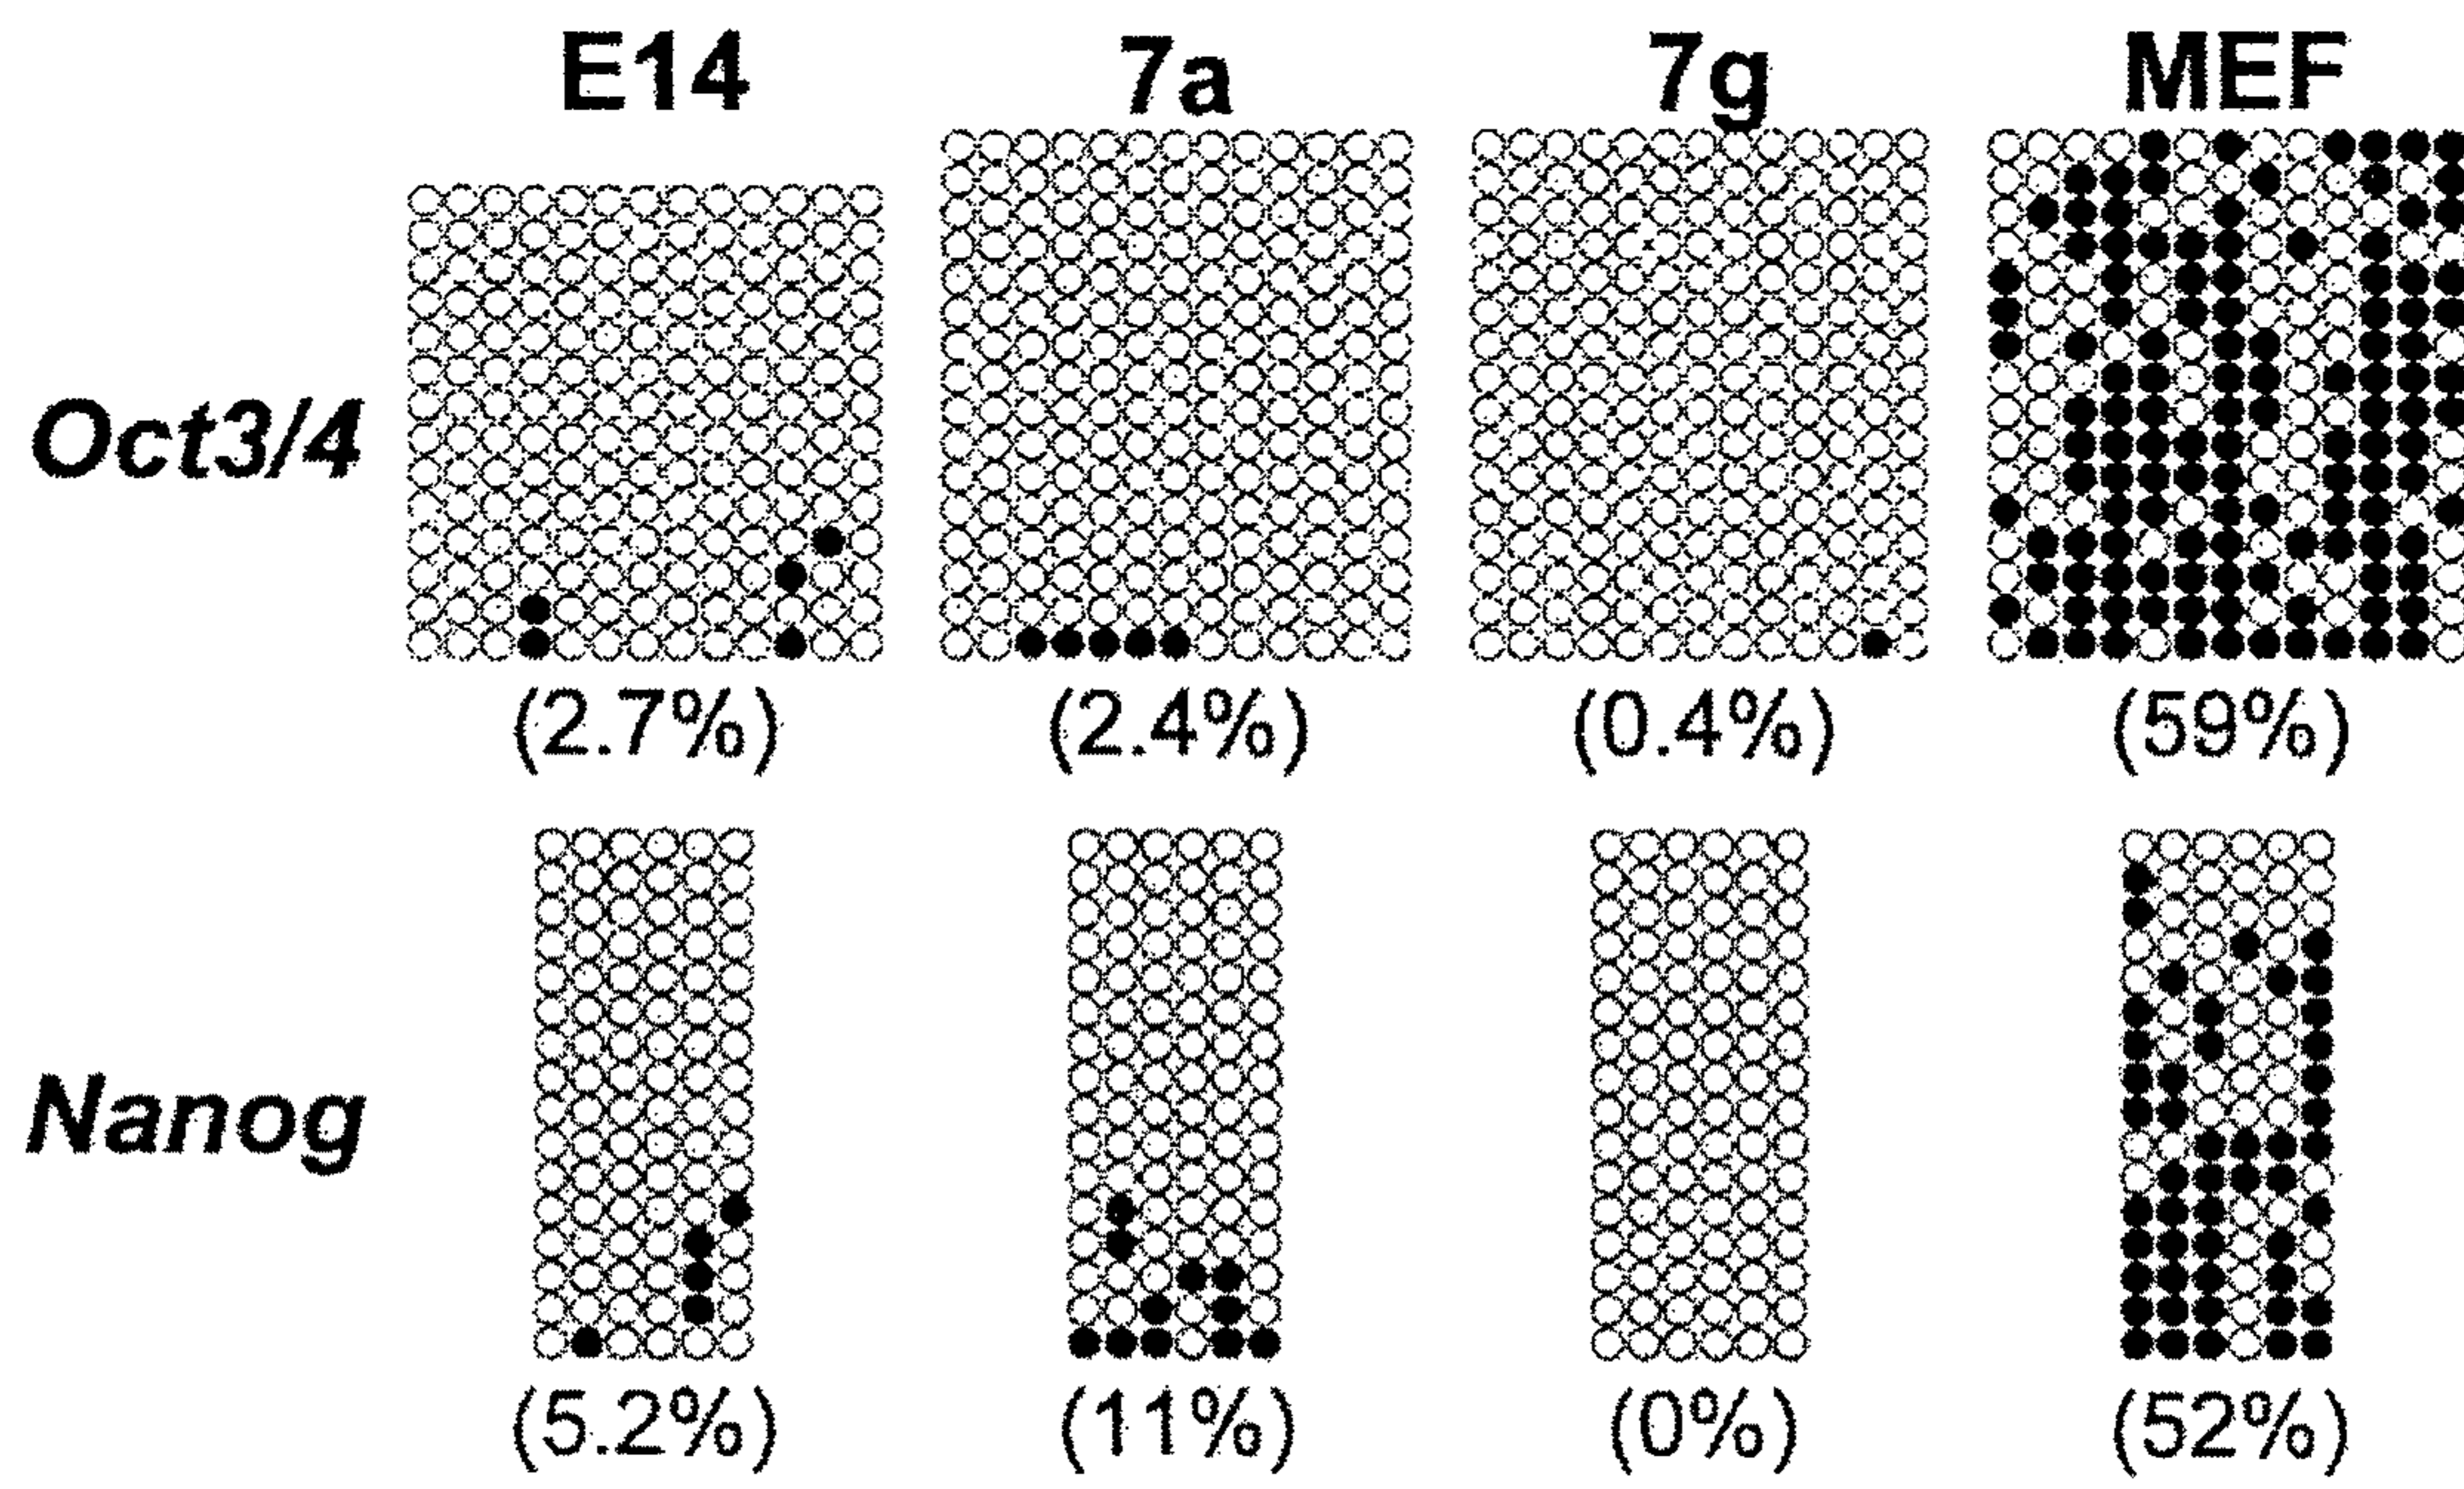 E14 7a 7g MEF
Oct3/4
(2.7%) (2.4%) (0.4%) (59%)
Nanog
(5.2%) (11%) (0%) (52%)